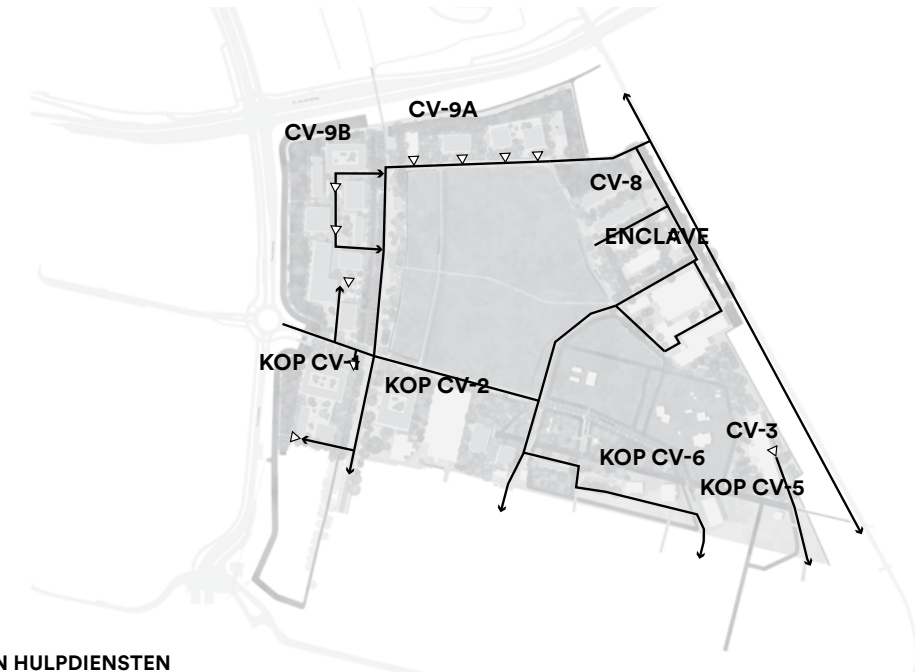 CV-9A
CV-9B
CV-8
ENCLAVE
KOP CV-1
KOP CV-2
CV-3
KOP CV-6
KOP CV-5
N HULPDIENSTEN